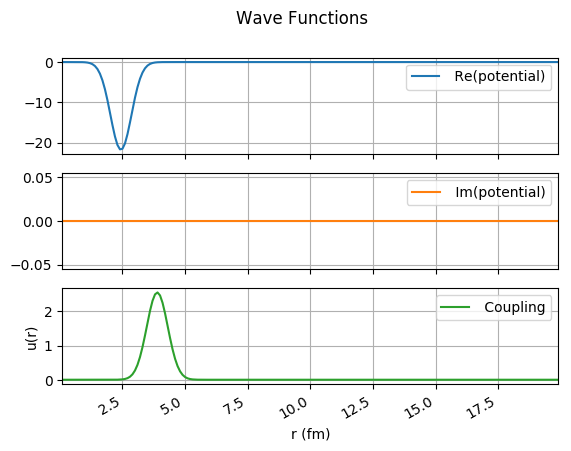 Wave Functions
0
−10
−20
Re(potential)
0.05
0.00
−0.05
Im(potential)
2
1
0
u(r)
Coupling
2.5 5.0 7.5 10.0 12.5 15.0 17.5
r (fm)